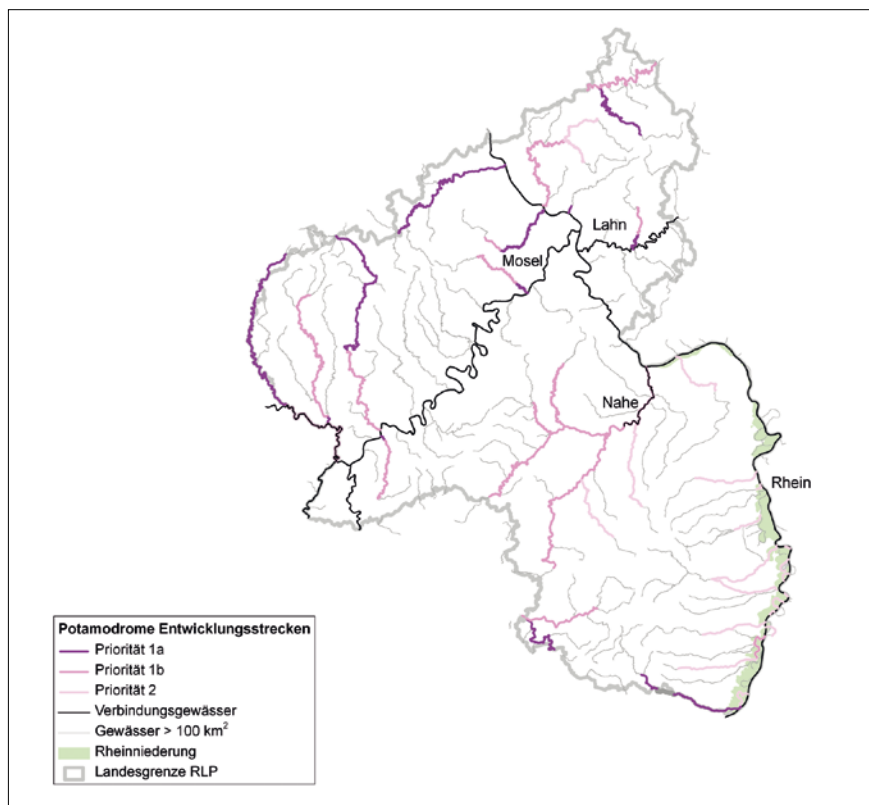 Lahn
Mosel
Nahe
Rhein
Potamodrome Entwicklungsstrecken
Priorität 1a
Priorität 1b
Priorität 2
Verbindungsgewässer
Gewässer > 100 km²
Rheinniederung
Landesgrenze RLP